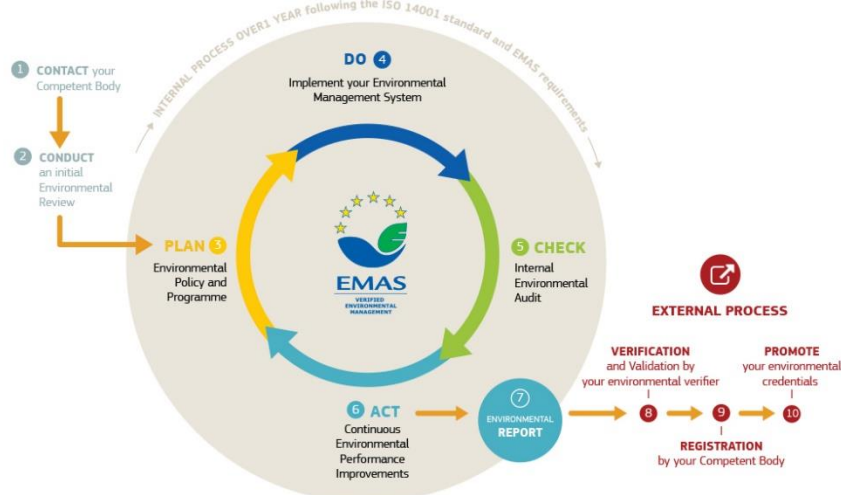 INTERNAL PROCESS OVER1 YEAR following the ISO 14001 standard and EMAS requirements
1 CONTACT your
Competent Body
2 CONDUCT
an initial
Environmental
Review
PLAN 3
Environmental
Policy and
Programme
DO 4
Implement your Environmental
Management System
5 CHECK
Internal
Environmental
Audit
EMAS
VERIFIED
ENVIRONMENTAL
MANAGEMENT
6 ACT
Continuous
Environmental
Performance
Improvements
7
ENVIRONMENTAL
REPORT
EXTERNAL PROCESS
VERIFICATION
and Validation by
your environmental verifier
8
9
REGISTRATION
by your Competent Body
PROMOTE
your environmental
credentials
10